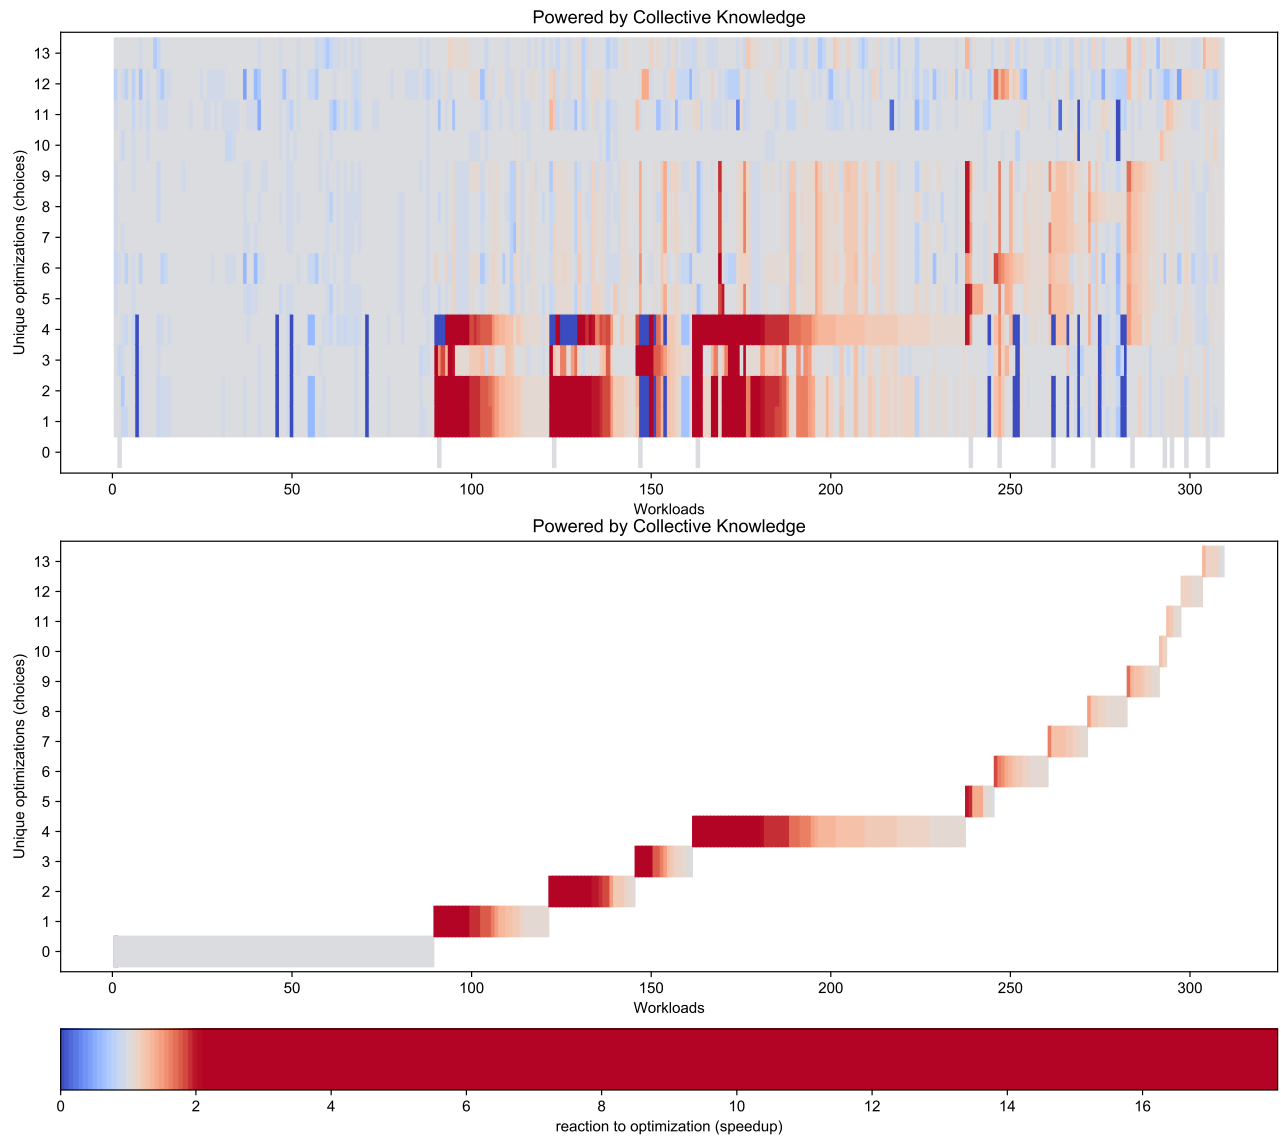 Powered by Collective Knowledge
Unique optimizations (choices)
13
12
11
10
9
8
7
6
5
4
3
2
1
0
0 50 100 150 200 250 300
Workloads
Powered by Collective Knowledge
Unique optimizations (choices)
13
12
11
10
9
8
7
6
5
4
3
2
1
0
0 50 100 150 200 250 300
Workloads
0 2 4 6 8 10 12 14 16
reaction to optimization (speedup)